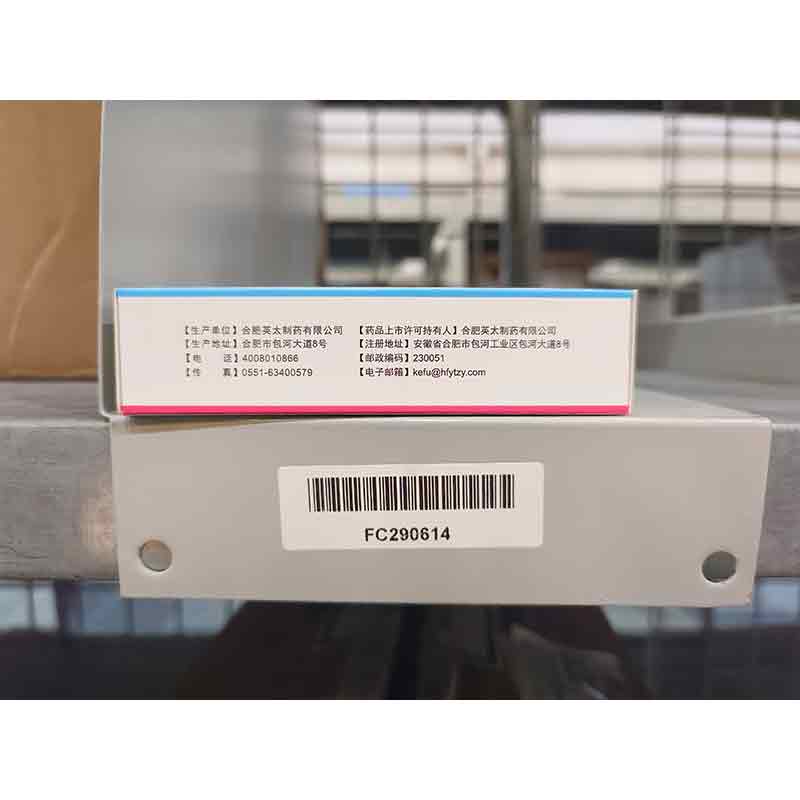 【生产单位】合肥英太制药有限公司 【药品上市许可持有人】合肥英太制药有限公司
【生产地址】合肥市包河大道8号 【注册地址】安徽省合肥市包河工业区包河大道8号
【电 话】4008010866 【邮政编码】230051
【传 真】0551-63400579 【电子邮箱】kefu@hfytzy.com
FC290614